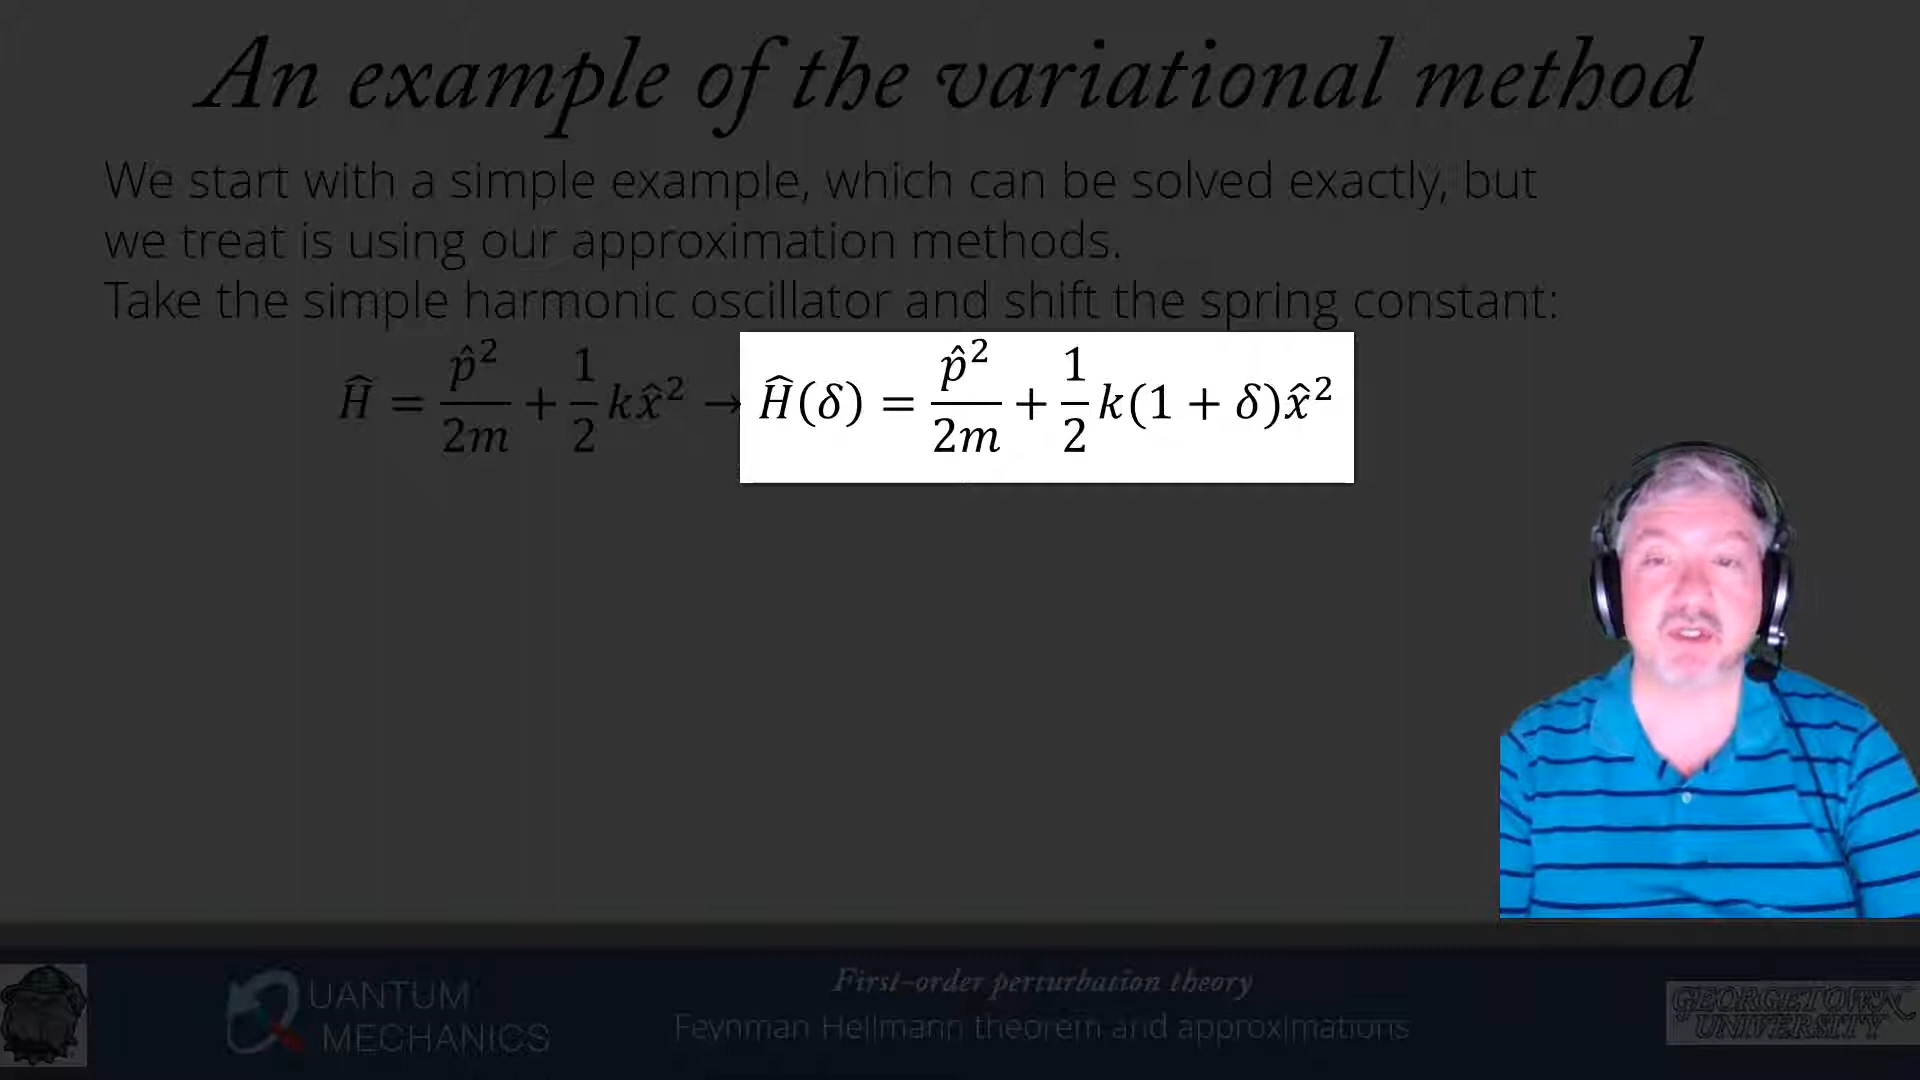 An example of the variational method
We start with a simple example, which can be solved exactly, but
we treat is using our approximation methods.
Take the simple harmonic oscillator and shift the spring constant:
Ĥ = p̂²/2m + 1/2 kx̂² → Ĥ(δ) = p̂²/2m + 1/2 k(1 + δ)x̂²
First-order perturbation theory
UANTUM
MECHANICS
Feynman Hellmann theorem and approximations
GEORGETOWN
UNIVERSITY